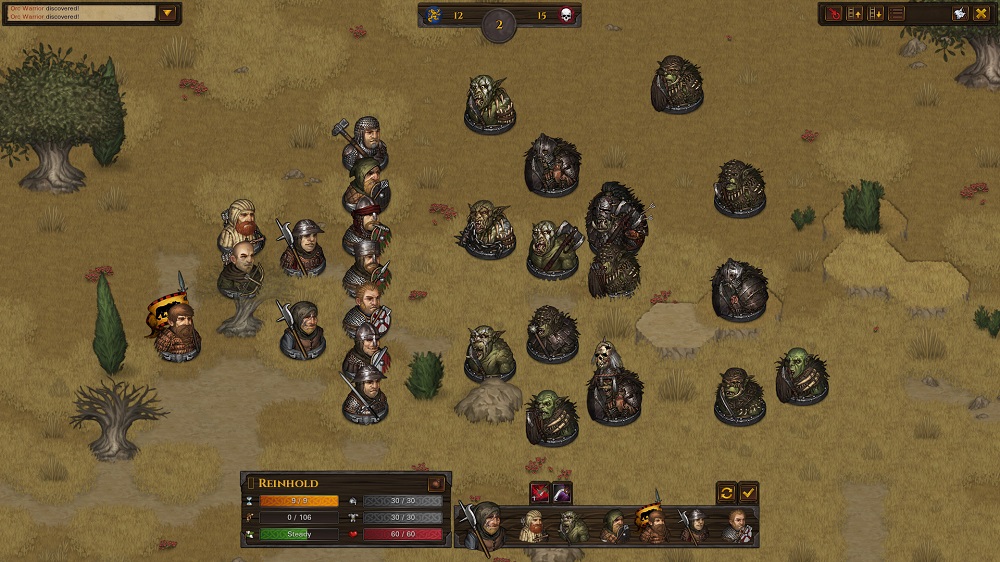 Orc Warrior discovered!
Orc Warrior discovered!
12
2
15
REINHOLD
9 / 9
30 / 30
0 / 106
30 / 30
Steady
60 / 60
1